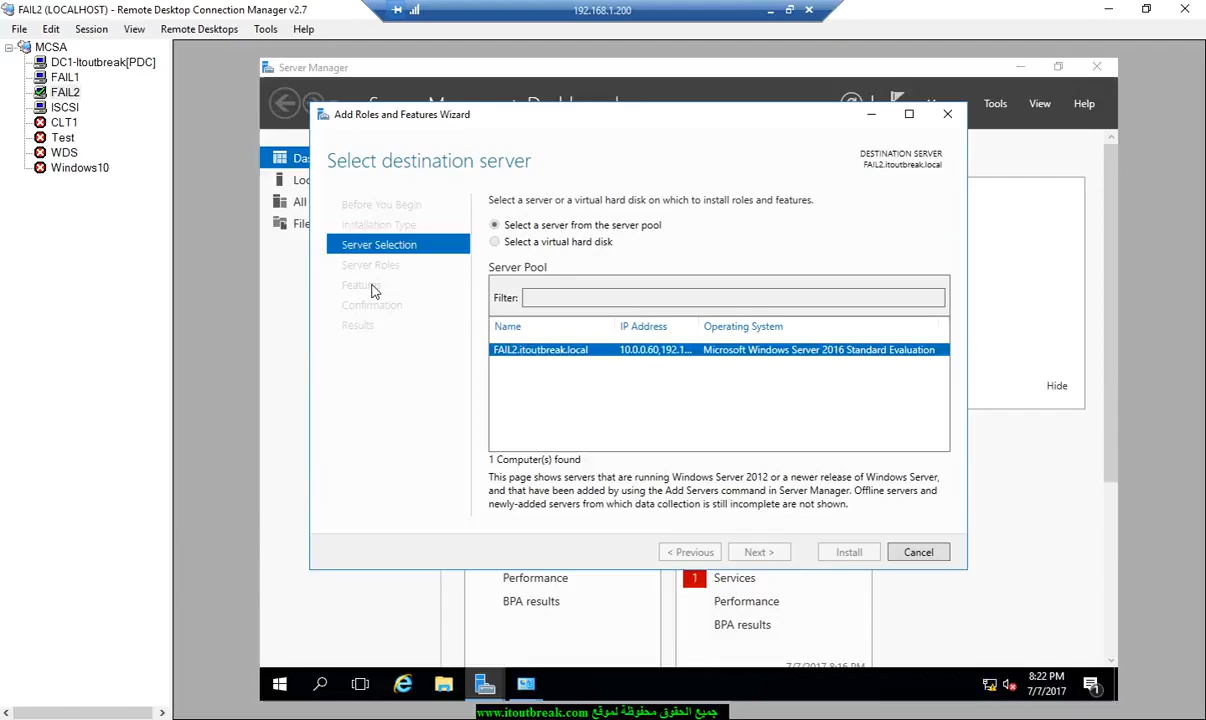 FAIL2 (LOCALHOST) - Remote Desktop Connection Manager v2.7
192.168.1.200
File Edit Session View Remote Desktops Tools Help
MCSA
DC1-Itoutbreak[PDC]
FAIL1
FAIL2
ISCSI
CLT1
Test
WDS
Windows10
Server Manager
Tools View Help
Add Roles and Features Wizard
Select destination server
DESTINATION SERVER
FAIL2.itoutbreak.local
Before You Begin
Installation Type
Server Selection
Server Roles
Features
Confirmation
Results
Select a server or a virtual hard disk on which to install roles and features.
Select a server from the server pool
Select a virtual hard disk
Server Pool
Filter:
Name IP Address Operating System
FAIL2.itoutbreak.local 10.0.0.60,192.1... Microsoft Windows Server 2016 Standard Evaluation
1 Computer(s) found
This page shows servers that are running Windows Server 2012 or a newer release of Windows Server,
and that have been added by using the Add Servers command in Server Manager. Offline servers and
newly-added servers from which data collection is still incomplete are not shown.
< Previous Next > Install Cancel
Hide
Performance
BPA results
1 Services
Performance
BPA results
7/7/2017 8:16 PM
8:22 PM
7/7/2017
1
جميع الحقوق محفوظة لموقع www.itoutbreak.com